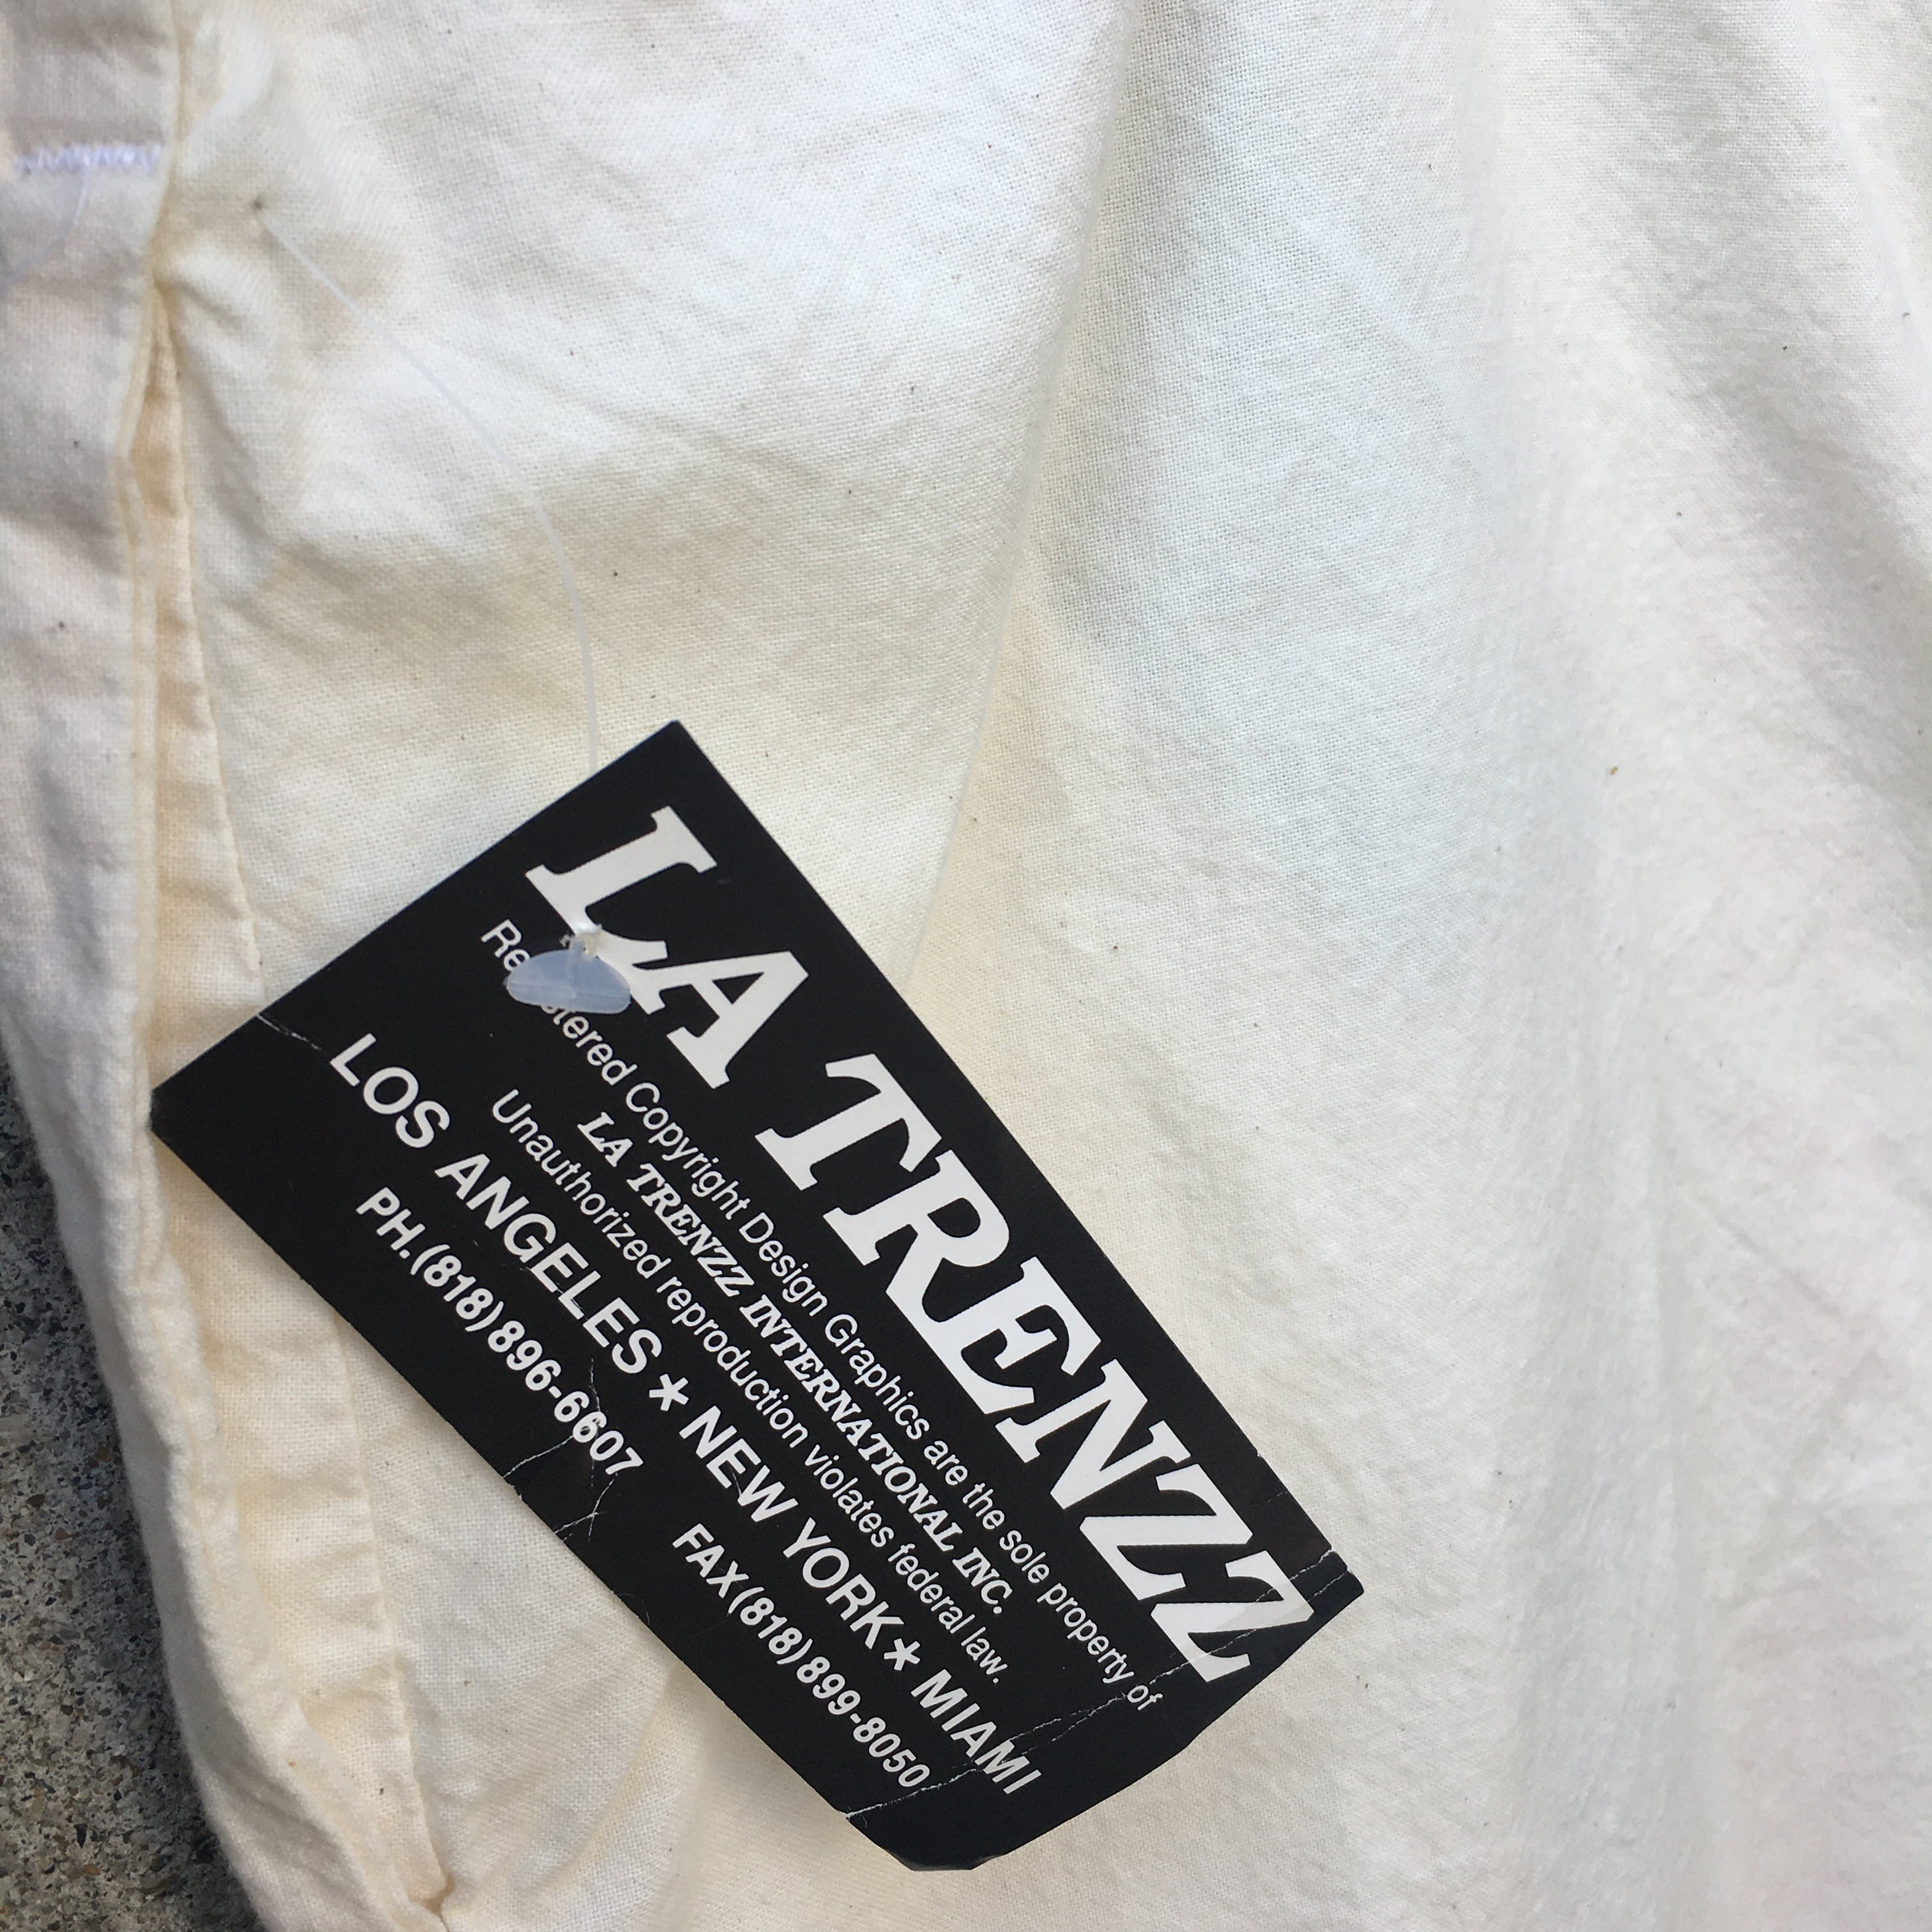 LA TRENZZ
Registered Copyright Design Graphics are the sole property of
LA TRENZZ INTERNATIONAL INC.
Unauthorized reproduction violates federal law.
LOS ANGELES ★ NEW YORK ★ MIAMI
PH.(818)896-6607 FAX(818)899-8050